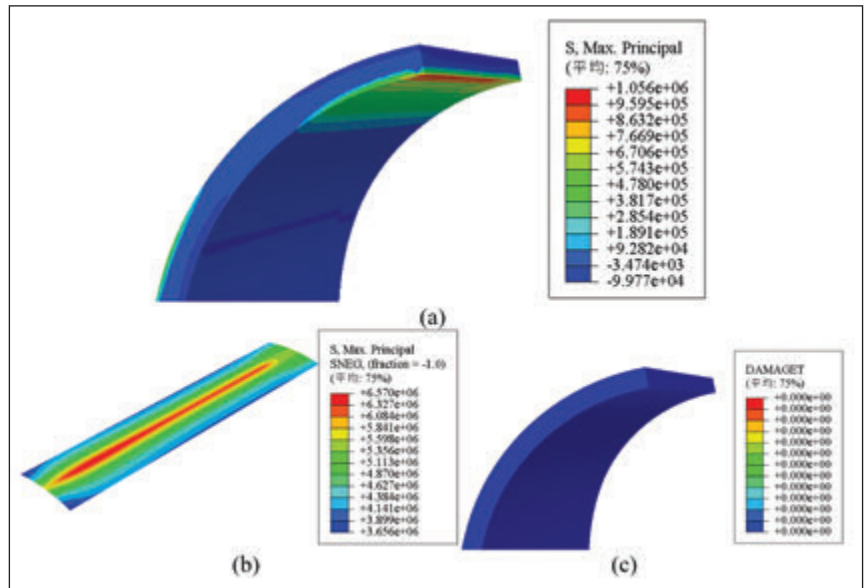 S, Max. Principal
(平均: 75%)
+1.056e+06
+9.595e+05
+8.632e+05
+7.669e+05
+6.706e+05
+5.743e+05
+4.780e+05
+3.817e+05
+2.854e+05
+1.891e+05
+9.282e+04
-3.474e+03
-9.977e+04
(a)
S, Max. Principal
SNEG, (fraction = -1.0)
(平均: 75%)
+6.570e+06
+6.327e+06
+6.084e+06
+5.841e+06
+5.598e+06
+5.356e+06
+5.113e+06
+4.870e+06
+4.627e+06
+4.384e+06
+4.141e+06
+3.899e+06
+3.656e+06
(b)
DAMAGET
(平均: 75%)
+0.000e+00
+0.000e+00
+0.000e+00
+0.000e+00
+0.000e+00
+0.000e+00
+0.000e+00
+0.000e+00
+0.000e+00
+0.000e+00
+0.000e+00
+0.000e+00
+0.000e+00
(c)